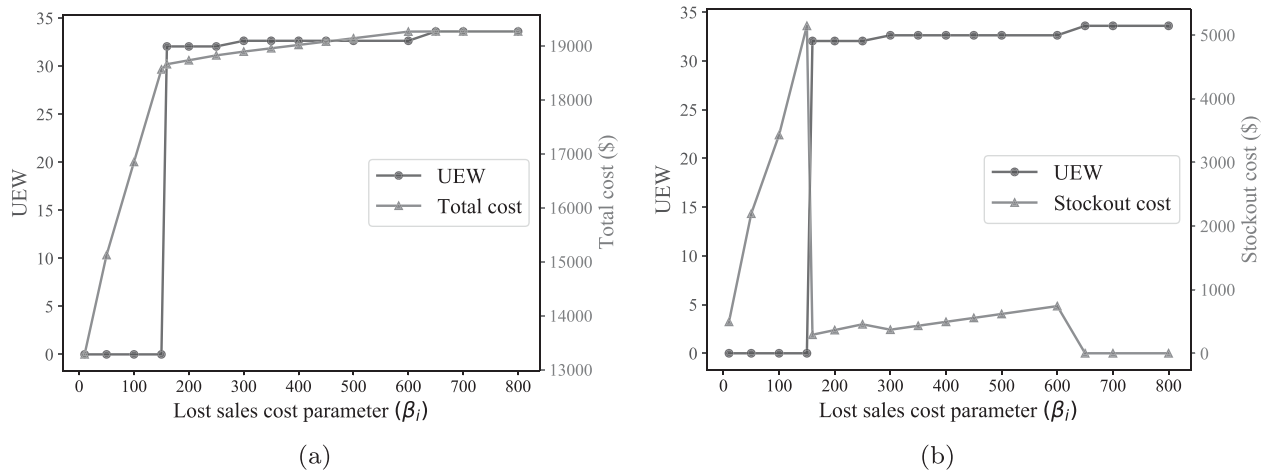 35
30
25
20
15
10
5
0
UEW
19000
18000
17000
16000
15000
14000
13000
Total cost ($)
UEW
Total cost
0 100 200 300 400 500 600 700 800
Lost sales cost parameter (βi)
(a)
35
30
25
20
15
10
5
0
UEW
5000
4000
3000
2000
1000
0
Stockout cost ($)
UEW
Stockout cost
0 100 200 300 400 500 600 700 800
Lost sales cost parameter (βi)
(b)